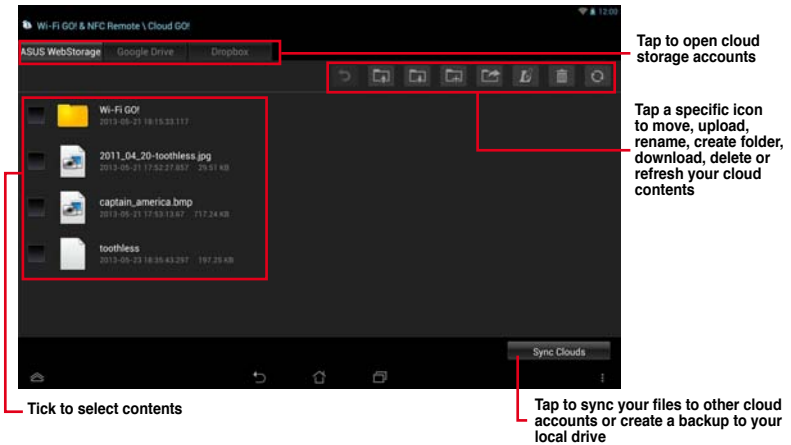 12:00
Wi-Fi GO! & NFC Remote \ Cloud GO!
ASUS WebStorage Google Drive Dropbox
Tap to open cloud
storage accounts
Wi-Fi GO!
2013-05-21 18:15:33.117
2011_04_20-toothless.jpg
2013-05-21 17:52:27.857 29.51 KB
captain_america.bmp
2013-05-21 17:53:13.67 717.24 KB
toothless
2013-05-23 18:35:43.297 197.25 KB
Tap a specific icon
to move, upload,
rename, create folder,
download, delete or
refresh your cloud
contents
Sync Clouds
Tick to select contents
Tap to sync your files to other cloud
accounts or create a backup to your
local drive